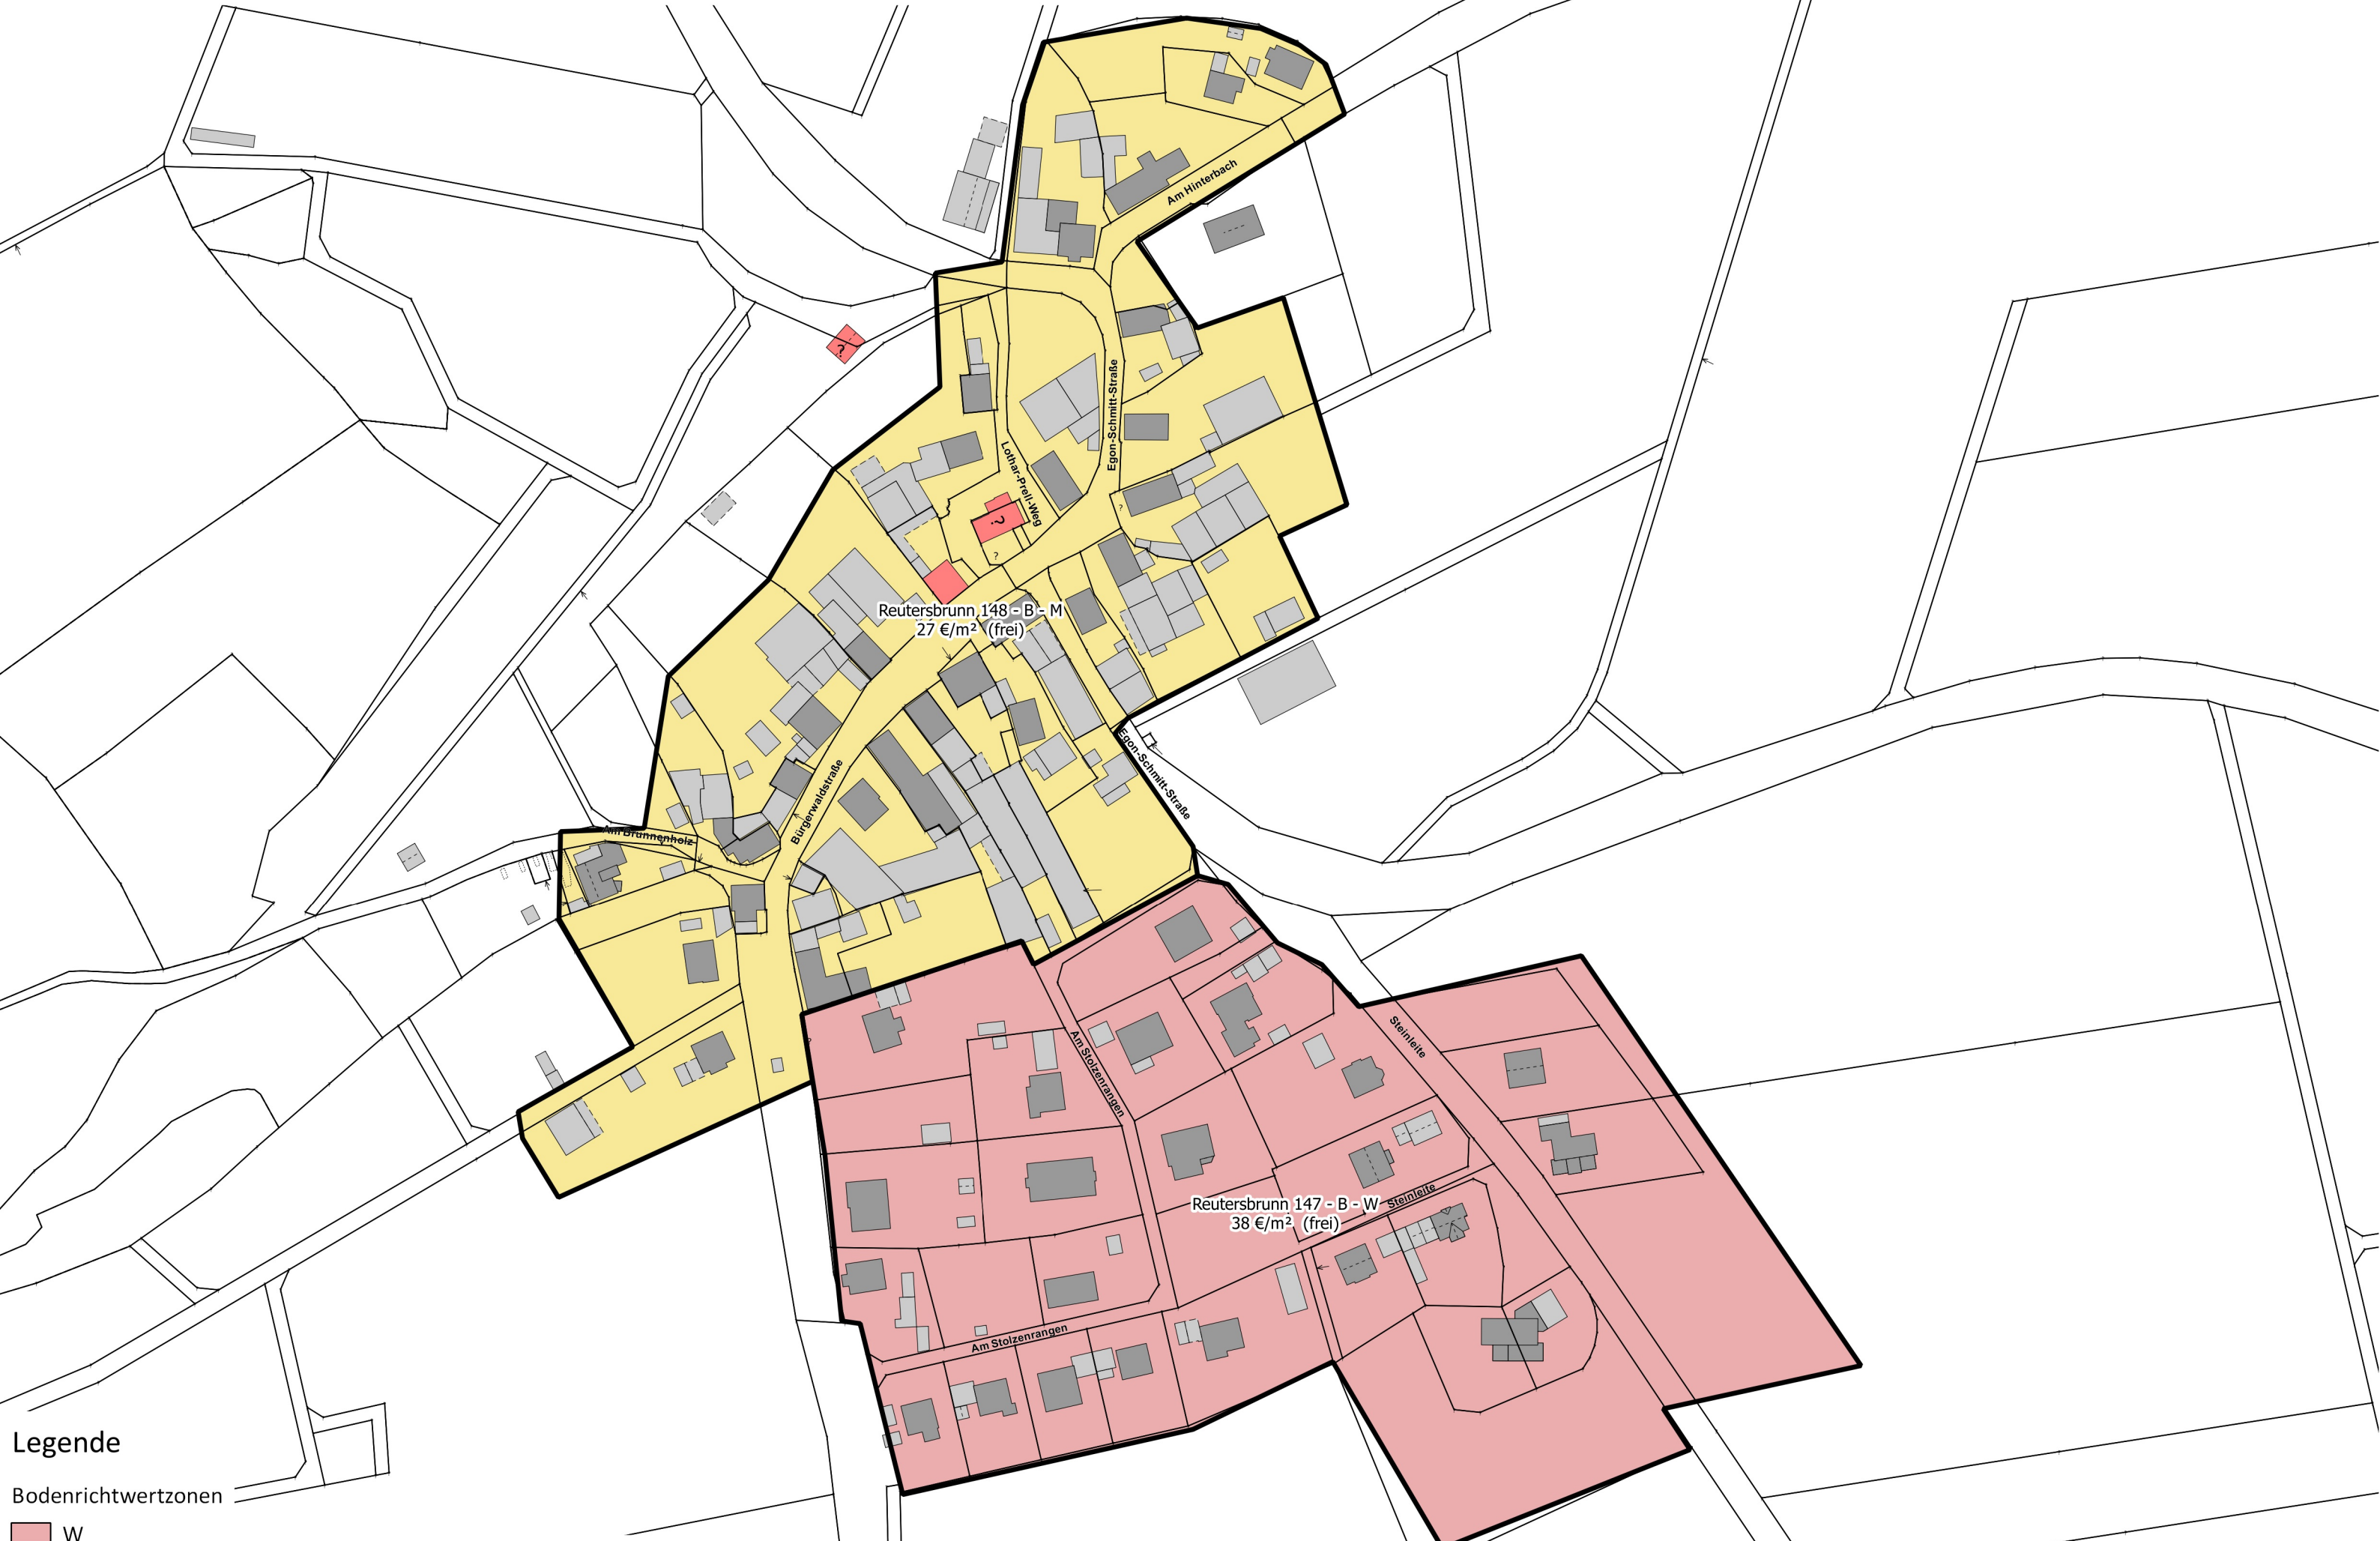 Am Hinterbach
Egon-Schmitt-Straße
Lothar-Prell-Weg
?
?
?
?
Reutersbrunn 148 - B - M
27 €/m² (frei)
Egon-Schmitt-Straße
Bürgerwaldstraße
Am Brunnenholz
Steinleite
Am Stolzenrangen
Reutersbrunn 147 - B - W
38 €/m² (frei)
Steinleite
Am Stolzenrangen
Legende
Bodenrichtwertzonen
W